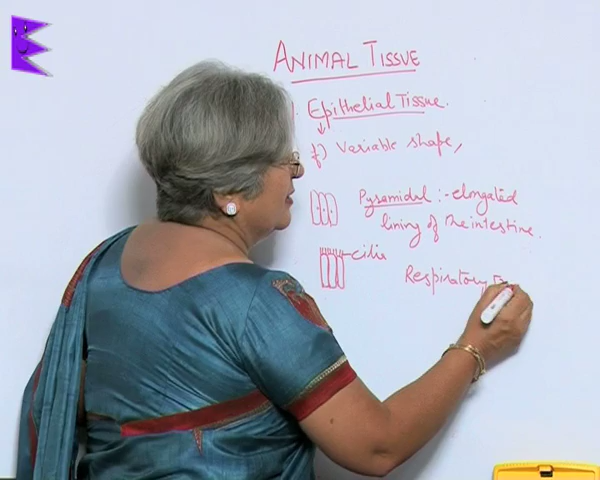 ANIMAL TISSUE
1. Epithelial Tissue.
f) Variable shape,
Pyramidal :- elongated
lining of the intestine.
cilia
Respiratory